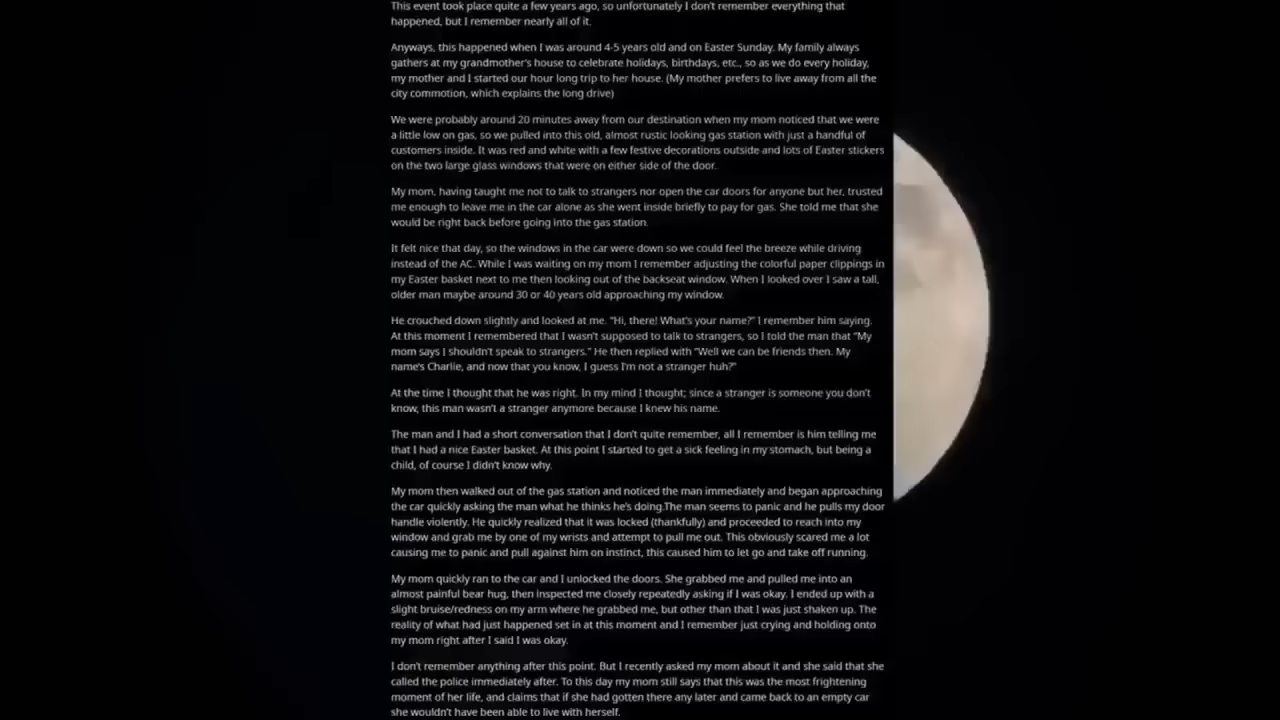 This event took place quite a few years ago, so unfortunately I don't remember everything that
happened, but I remember nearly all of it.
Anyways, this happened when I was around 4-5 years old and on Easter Sunday. My family always
gathers at my grandmother's house to celebrate holidays, birthdays, etc., so as we do every holiday,
my mother and I started our hour long trip to her house. (My mother prefers to live away from all the
city commotion, which explains the long drive)
We were probably around 20 minutes away from our destination when my mom noticed that we were
a little low on gas, so we pulled into this old, almost rustic looking gas station with just a handful of
customers inside. It was red and white with a few festive decorations outside and lots of Easter stickers
on the two large glass windows that were on either side of the door.
My mom, having taught me not to talk to strangers nor open the car doors for anyone but her, trusted
me enough to leave me in the car alone as she went inside briefly to pay for gas. She told me that she
would be right back before going into the gas station.
It felt nice that day, so the windows in the car were down so we could feel the breeze while driving
instead of the AC. While I was waiting on my mom I remember adjusting the colorful paper clippings in
my Easter basket next to me then looking out of the backseat window. When I looked over I saw a tall,
older man maybe around 30 or 40 years old approaching my window.
He crouched down slightly and looked at me. "Hi, there! What's your name?" I remember him saying.
At this moment I remembered that I wasn't supposed to talk to strangers, so I told the man that "My
mom says I shouldn't speak to strangers." He then replied with "Well we can be friends then. My
name's Charlie, and now that you know, I guess I'm not a stranger huh?"
At the time I thought that he was right. In my mind I thought; since a stranger is someone you don't
know, this man wasn't a stranger anymore because I knew his name.
The man and I had a short conversation that I don't quite remember, all I remember is him telling me
that I had a nice Easter basket. At this point I started to get a sick feeling in my stomach, but being a
child, of course I didn't know why.
My mom then walked out of the gas station and noticed the man immediately and began approaching
the car quickly asking the man what he thinks he's doing.The man seems to panic and he pulls my door
handle violently. He quickly realized that it was locked (thankfully) and proceeded to reach into my
window and grab me by one of my wrists and attempt to pull me out. This obviously scared me a lot
causing me to panic and pull against him on instinct, this caused him to let go and take off running.
My mom quickly ran to the car and I unlocked the doors. She grabbed me and pulled me into an
almost painful bear hug, then inspected me closely repeatedly asking if I was okay. I ended up with a
slight bruise/redness on my arm where he grabbed me, but other than that I was just shaken up. The
reality of what had just happened set in at this moment and I remember just crying and holding onto
my mom right after I said I was okay.
I don't remember anything after this point. But I recently asked my mom about it and she said that she
called the police immediately after. To this day my mom still says that this was the most frightening
moment of her life, and claims that if she had gotten there any later and came back to an empty car
she wouldn't have been able to live with herself.